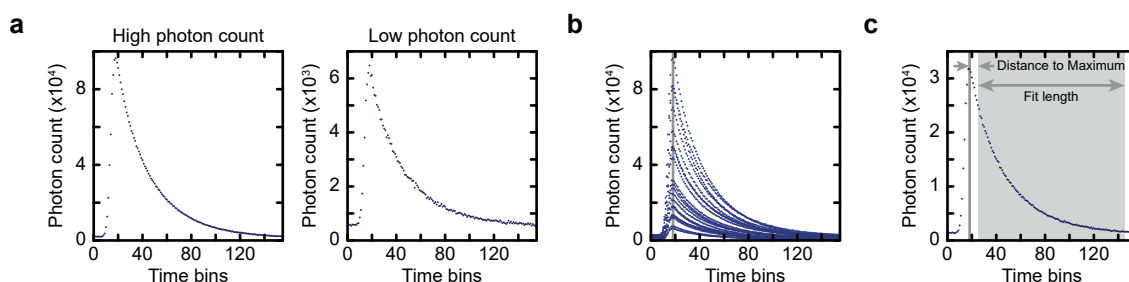 a
High photon count
Photon count (x10⁴)
8
4
0
0 40 80 120
Time bins
Low photon count
Photon count (x10³)
6
4
2
0
0 40 80 120
Time bins
b
Photon count (x10⁴)
8
4
0
0 40 80 120
Time bins
c
Photon count (x10⁴)
3
2
1
0
Distance to Maximum
Fit length
0 40 80 120
Time bins